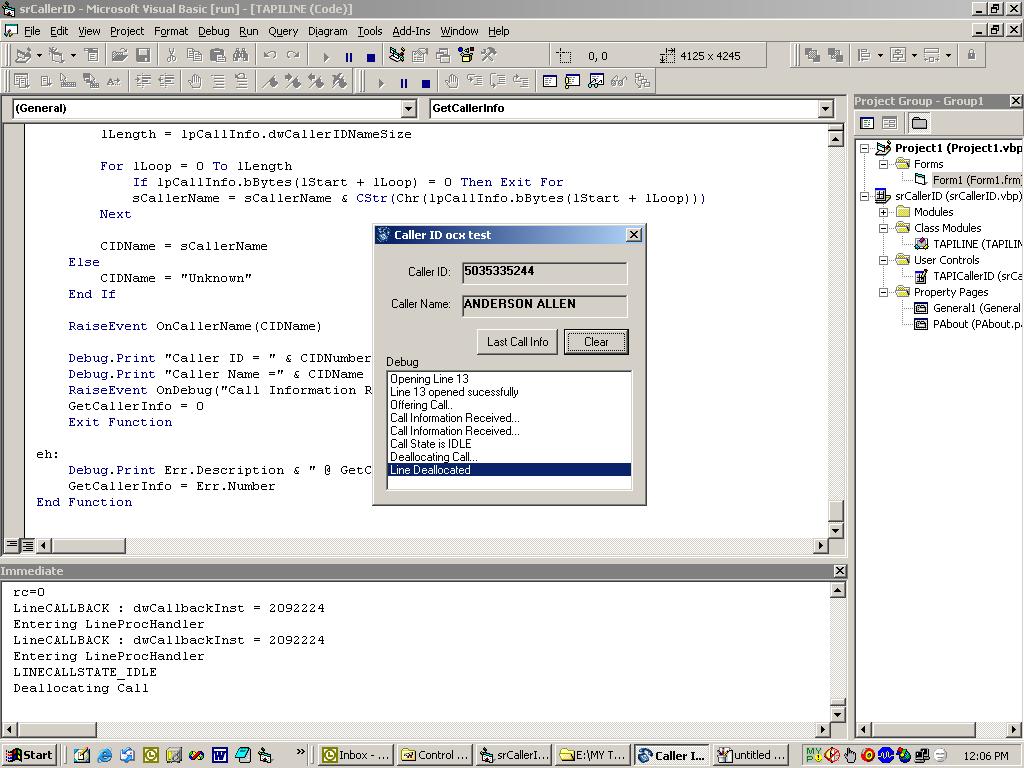 srCallerID - Microsoft Visual Basic [run] - [TAPILINE (Code)]
File Edit View Project Format Debug Run Query Diagram Tools Add-Ins Window Help
0, 0
4125 x 4245
(General)
GetCallerInfo
lLength = lpCallInfo.dwCallerIDNameSize
For lLoop = 0 To lLength
If lpCallInfo.bBytes(lStart + lLoop) = 0 Then Exit For
sCallerName = sCallerName & CStr(Chr(lpCallInfo.bBytes(lStart + lLoop)))
Next
CIDName = sCallerName
Else
CIDName = "Unknown"
End If
RaiseEvent OnCallerName(CIDName)
Debug.Print "Caller ID = " & CIDNumber
Debug.Print "Caller Name =" & CIDName
RaiseEvent OnDebug("Call Information R
GetCallerInfo = 0
Exit Function
eh:
Debug.Print Err.Description & " @ GetC
GetCallerInfo = Err.Number
End Function
Caller ID ocx test
Caller ID: 5035335244
Caller Name: ANDERSON ALLEN
Last Call Info
Clear
Debug
Opening Line 13
Line 13 opened sucessfully
Offering Call..
Call Information Received...
Call Information Received...
Call State is IDLE
Deallocating Call...
Line Deallocated
Project Group - Group1
Project1 (Project1.vbp
Forms
Form1 (Form1.frm
srCallerID (srCallerID.vbp)
Modules
Class Modules
TAPILINE (TAPILIN
User Controls
TAPICallerID (srCa
Property Pages
General1 (General
PAbout (PAbout.pa
Immediate
rc=0
LineCALLBACK : dwCallbackInst = 2092224
Entering LineProcHandler
LineCALLBACK : dwCallbackInst = 2092224
Entering LineProcHandler
LINECALLSTATE_IDLE
Deallocating Call
Start
Inbox - ...
Control ...
srCallerI...
E:\MY T...
Caller I...
untitled ...
12:06 PM